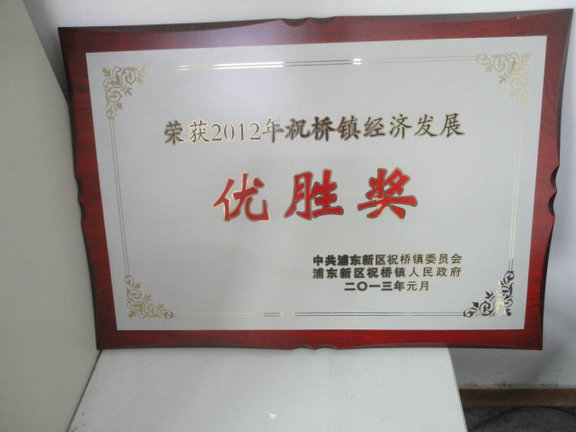 荣获2012年祝桥镇经济发展
优胜奖
中共浦东新区祝桥镇委员会
浦东新区祝桥镇人民政府
二〇一三年元月